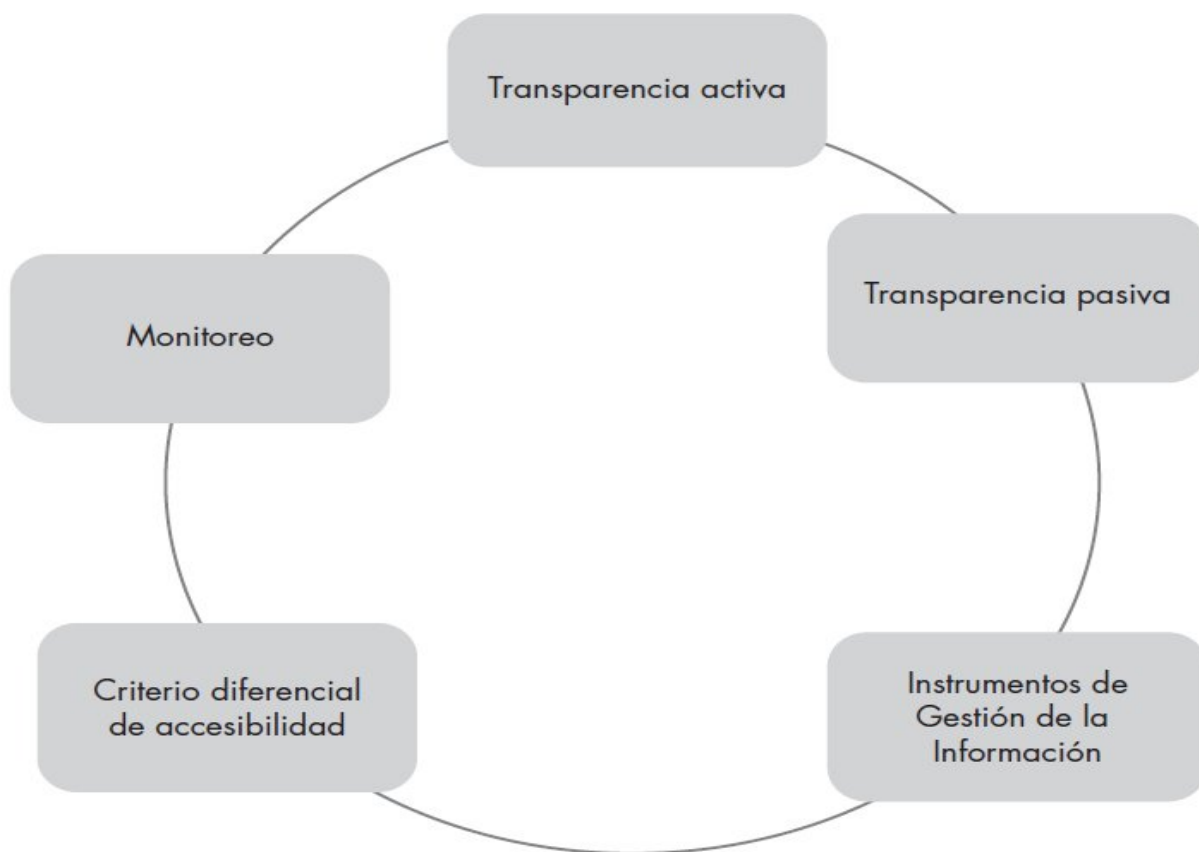 Transparencia activa
Transparencia pasiva
Monitoreo
Criterio diferencial
de accesibilidad
Instrumentos de
Gestión de la
Información